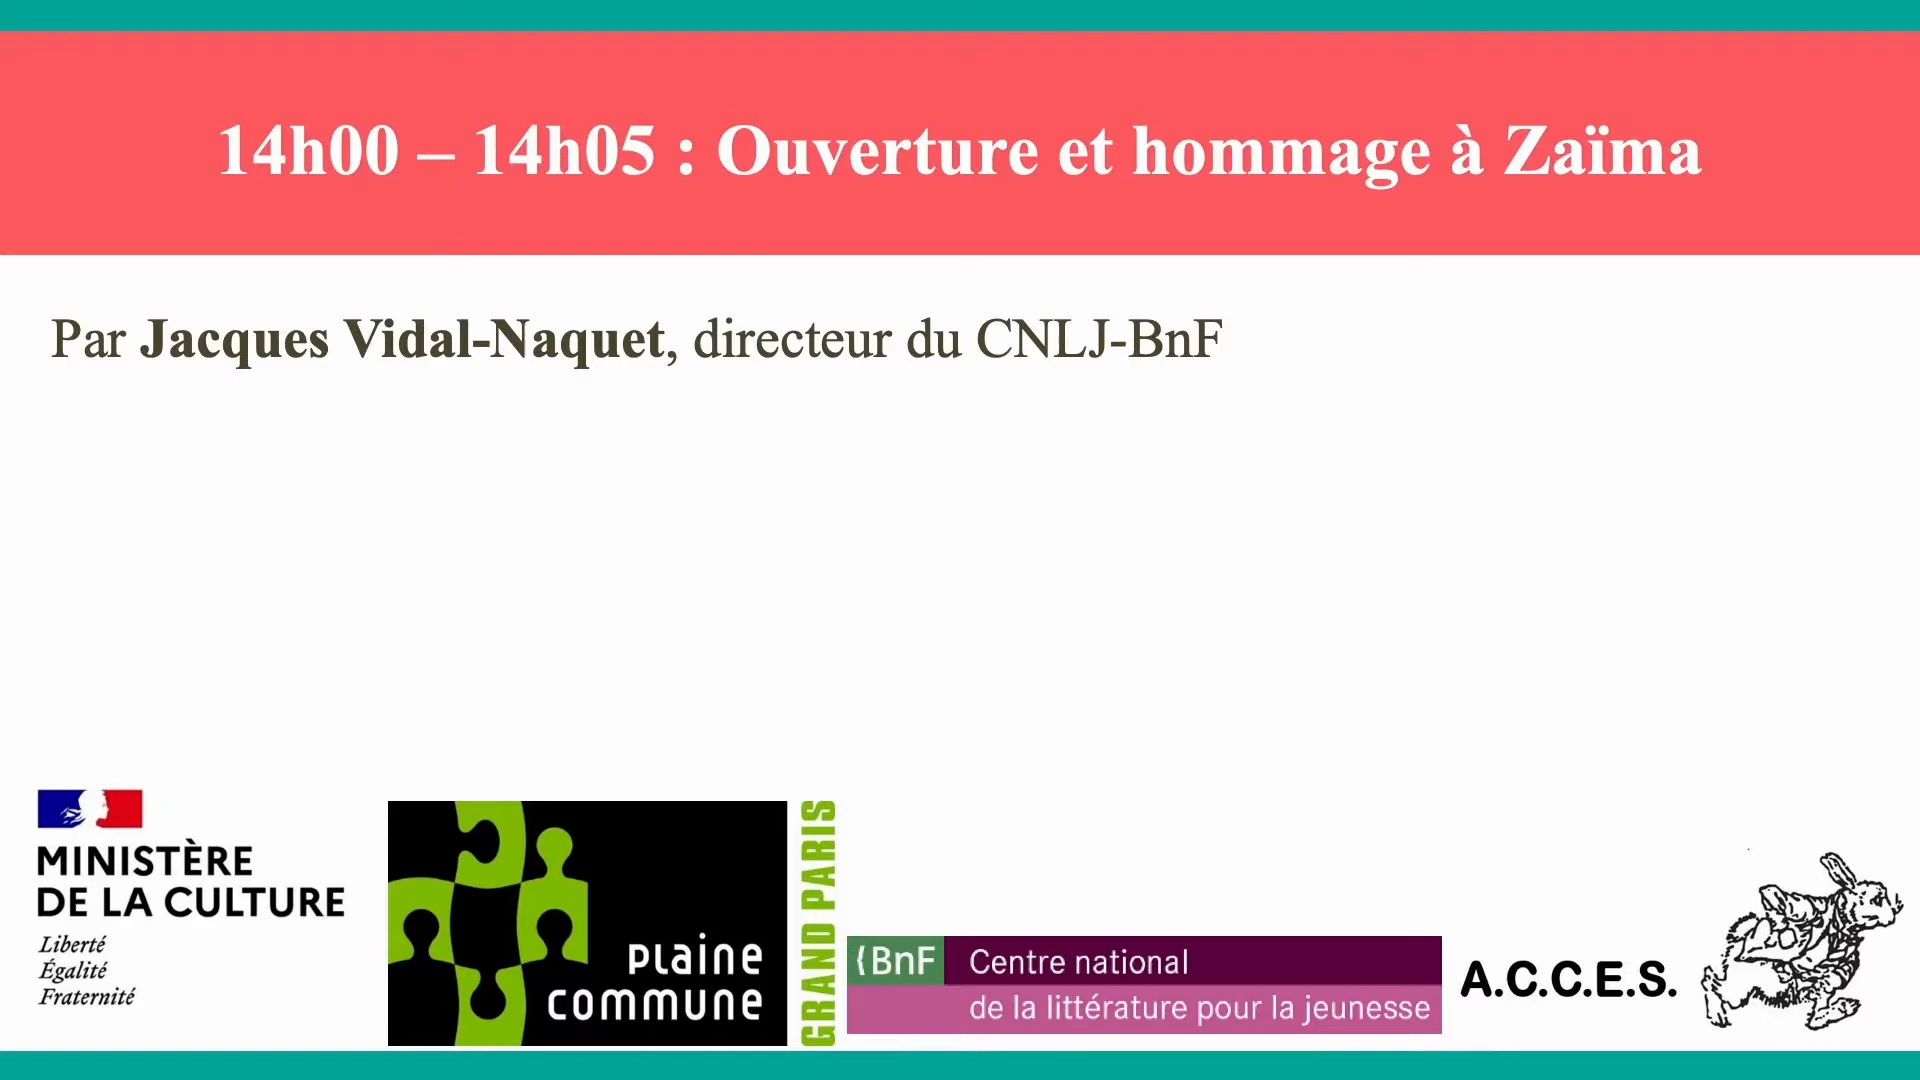 14h00 – 14h05 : Ouverture et hommage à Zaïma
Par Jacques Vidal-Naquet, directeur du CNLJ-BnF
MINISTÈRE
DE LA CULTURE
Liberté
Égalité
Fraternité
plaine
commune
GRAND PARIS
BnF Centre national
de la littérature pour la jeunesse
A.C.C.E.S.